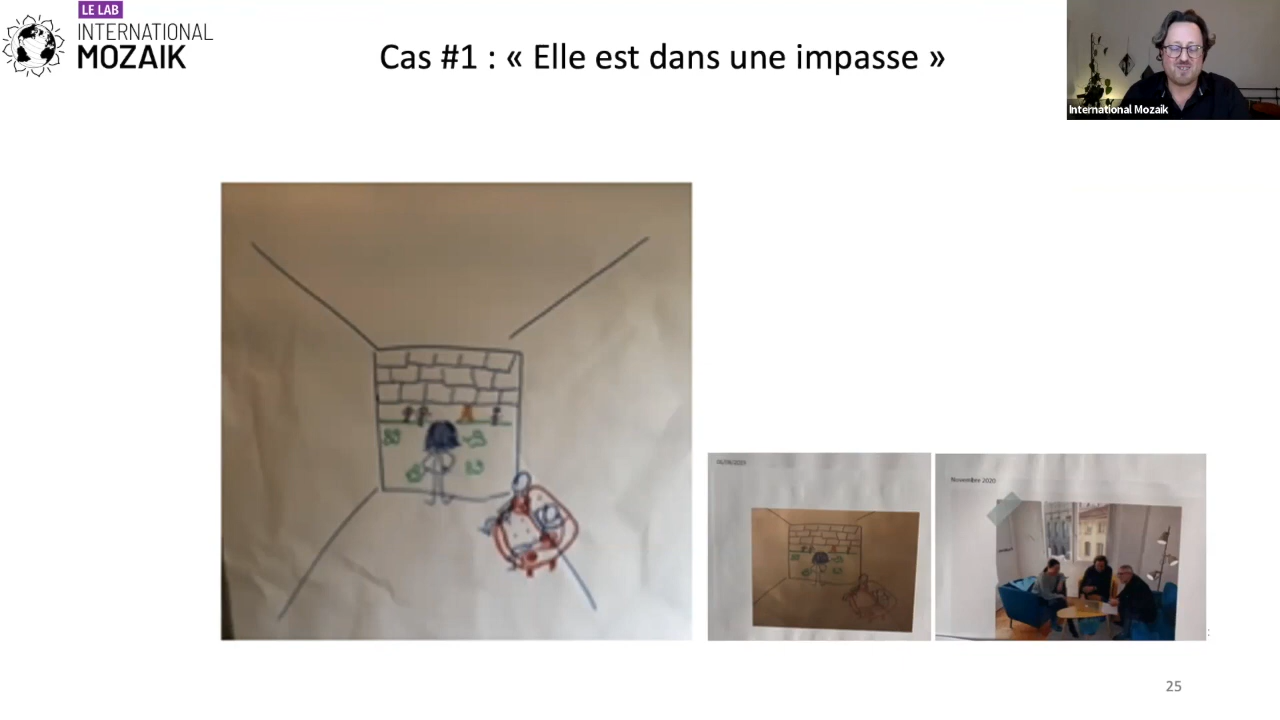 LE LAB
INTERNATIONAL
MOZAIK
Cas #1 : « Elle est dans une impasse »
International Mozaik
Novembre 2020
25